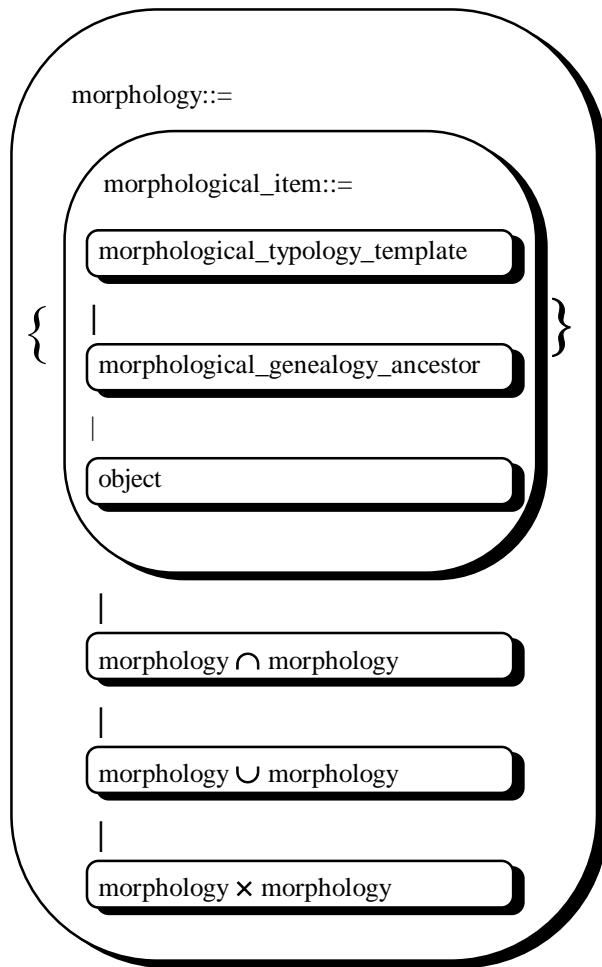 morphology::=
morphological_item::=
morphological_typology_template
{ | }
morphological_genealogy_ancestor
|
object
|
morphology ∩ morphology
|
morphology ∪ morphology
|
morphology × morphology